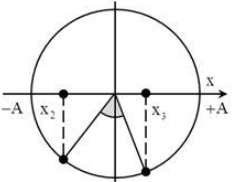 x
−A x₂ x₃ +A